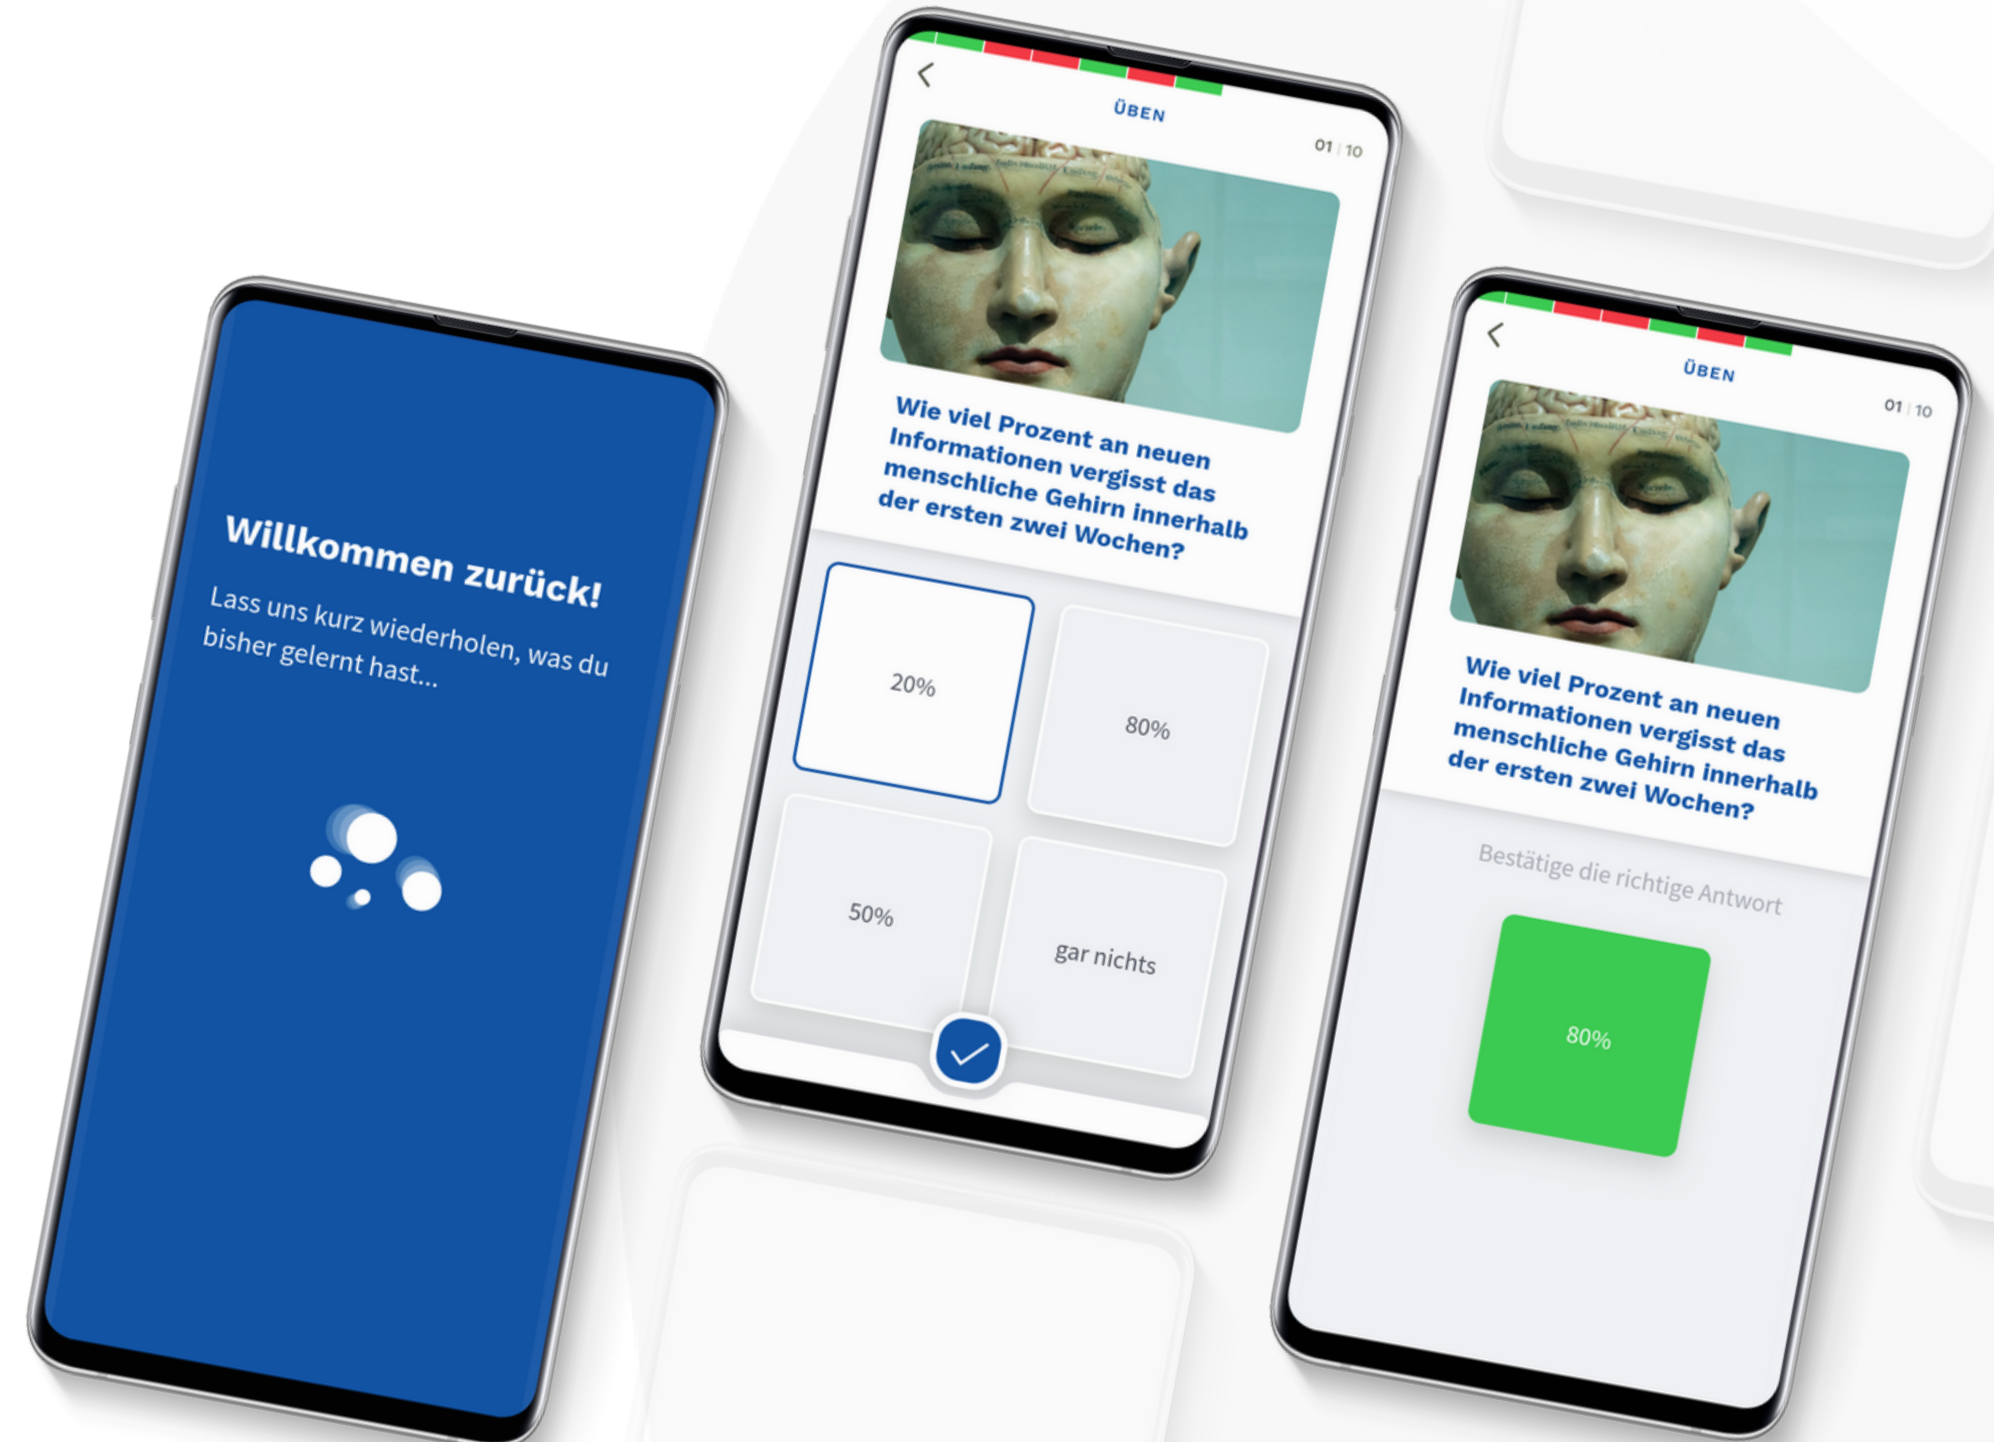 Willkommen zurück!
Lass uns kurz wiederholen, was du
bisher gelernt hast...
ÜBEN
01 | 10
Wie viel Prozent an neuen
Informationen vergisst das
menschliche Gehirn innerhalb
der ersten zwei Wochen?
20%
80%
50%
gar nichts
ÜBEN
01 | 10
Wie viel Prozent an neuen
Informationen vergisst das
menschliche Gehirn innerhalb
der ersten zwei Wochen?
Bestätige die richtige Antwort
80%